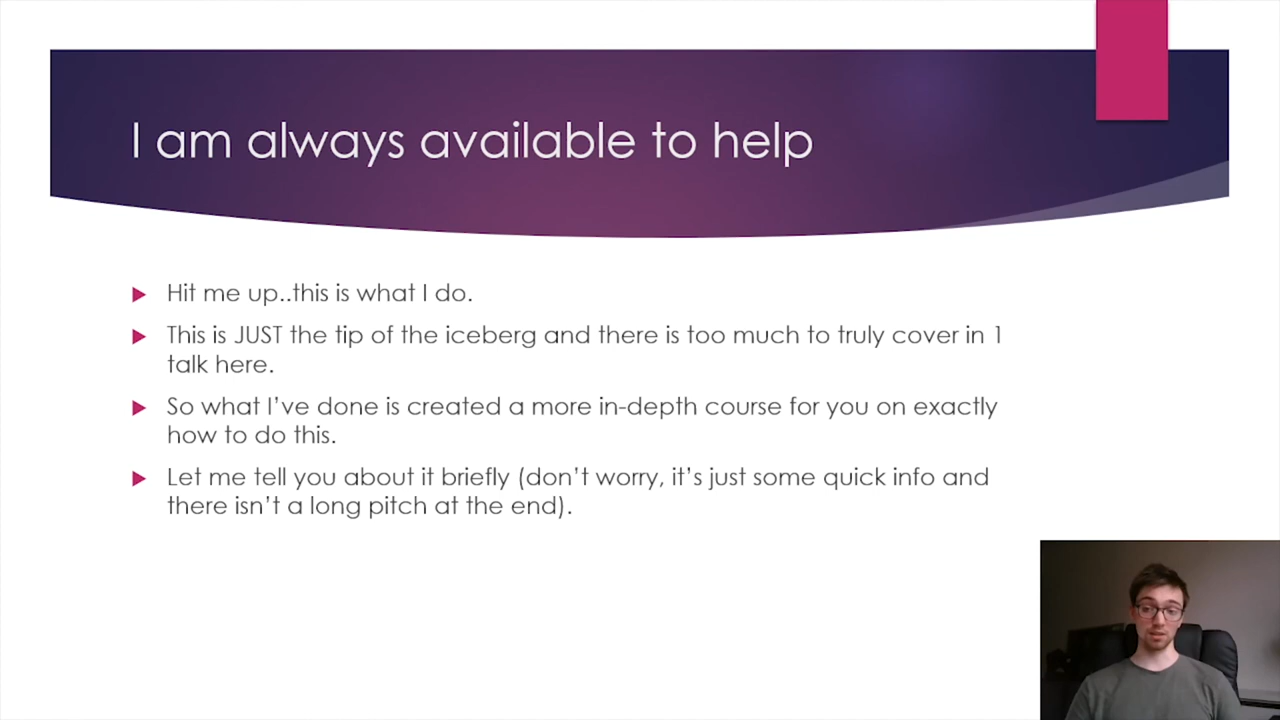 I am always available to help
Hit me up..this is what I do.
This is JUST the tip of the iceberg and there is too much to truly cover in 1
talk here.
So what I've done is created a more in-depth course for you on exactly
how to do this.
Let me tell you about it briefly (don't worry, it's just some quick info and
there isn't a long pitch at the end).